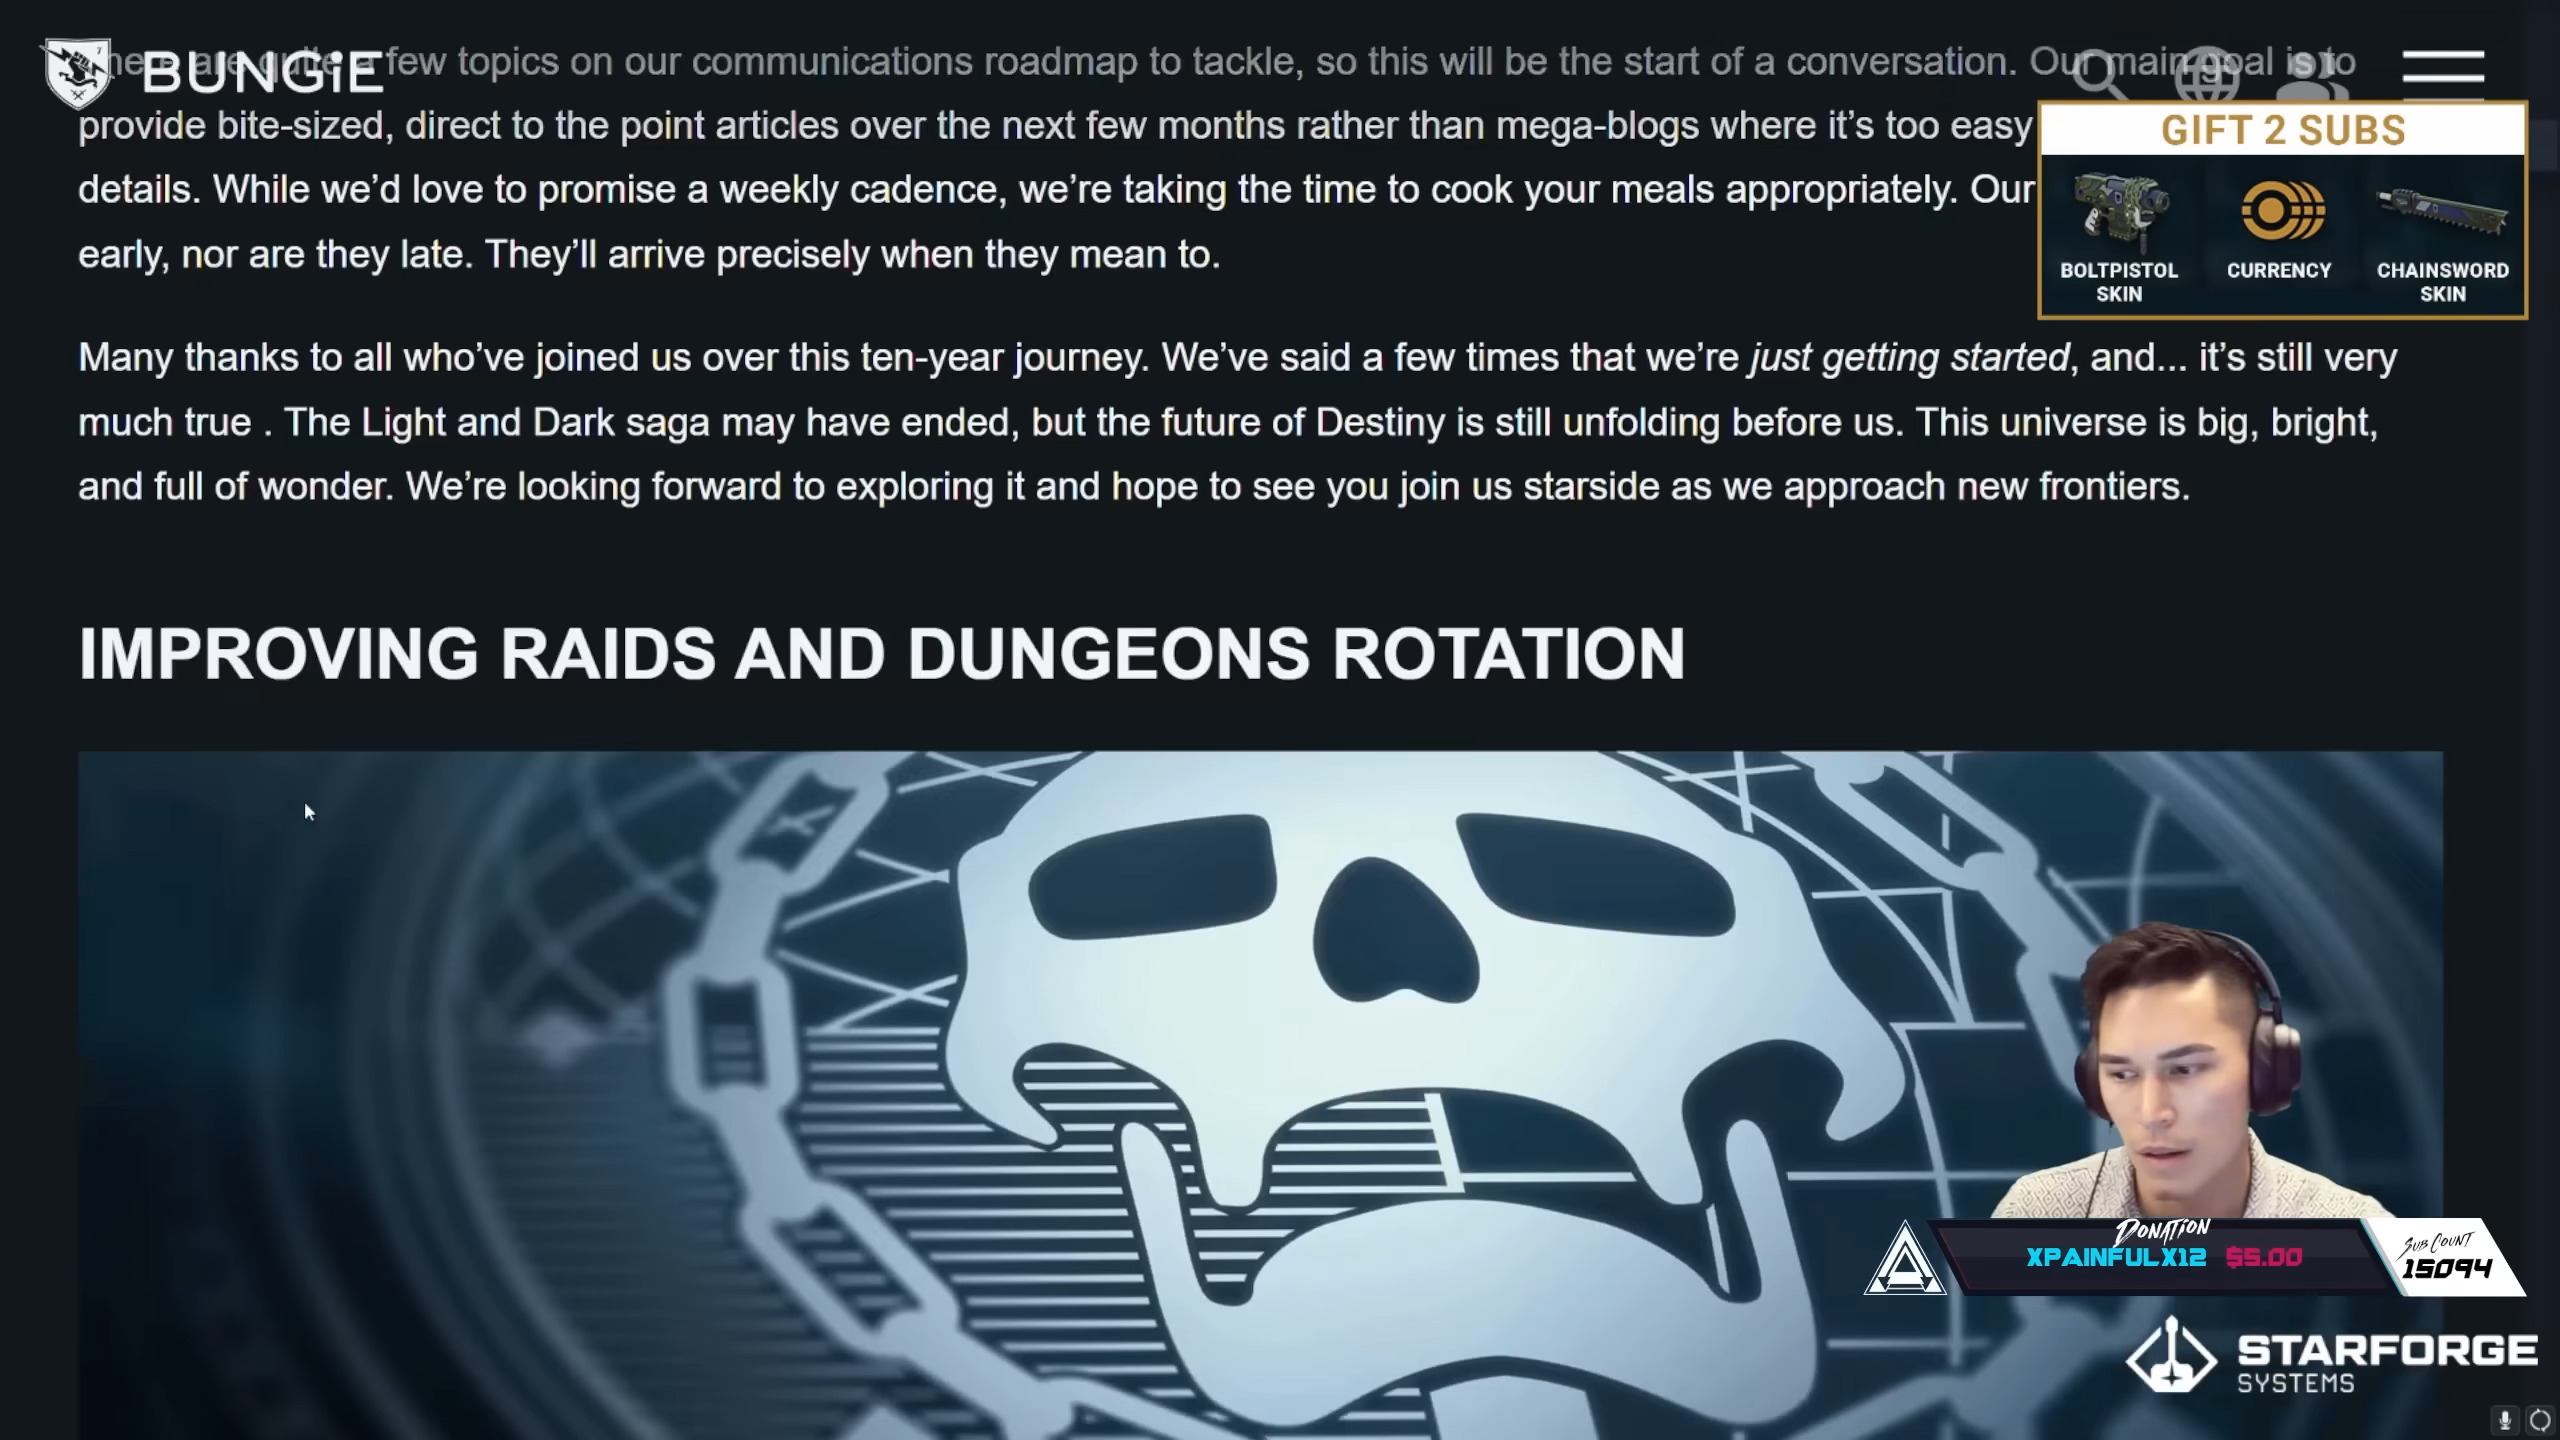 BUNGiE
are quite a few topics on our communications roadmap to tackle, so this will be the start of a conversation. Our main goal is to
provide bite-sized, direct to the point articles over the next few months rather than mega-blogs where it’s too easy
details. While we’d love to promise a weekly cadence, we’re taking the time to cook your meals appropriately. Our
early, nor are they late. They’ll arrive precisely when they mean to.
GIFT 2 SUBS
BOLTPISTOL
SKIN
CURRENCY
CHAINSWORD
SKIN
Many thanks to all who’ve joined us over this ten-year journey. We’ve said a few times that we’re just getting started, and... it’s still very
much true . The Light and Dark saga may have ended, but the future of Destiny is still unfolding before us. This universe is big, bright,
and full of wonder. We’re looking forward to exploring it and hope to see you join us starside as we approach new frontiers.
IMPROVING RAIDS AND DUNGEONS ROTATION
DONATION
XPAINFULX12 $5.00
SUB COUNT
15094
STARFORGE
SYSTEMS